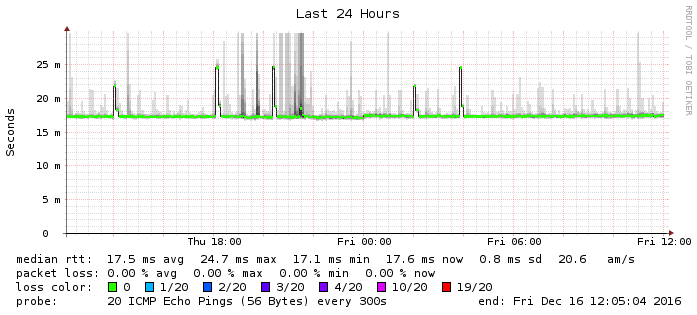 Last 24 Hours
RRDTOOL / TOBI OETIKER
Seconds
25 m
20 m
15 m
10 m
5 m
0
Thu 18:00 Fri 00:00 Fri 06:00 Fri 12:00
median rtt: 17.5 ms avg 24.7 ms max 17.1 ms min 17.6 ms now 0.8 ms sd 20.6 am/s
packet loss: 0.00 % avg 0.00 % max 0.00 % min 0.00 % now
loss color: 0 1/20 2/20 3/20 4/20 10/20 19/20
probe: 20 ICMP Echo Pings (56 Bytes) every 300s end: Fri Dec 16 12:05:04 2016